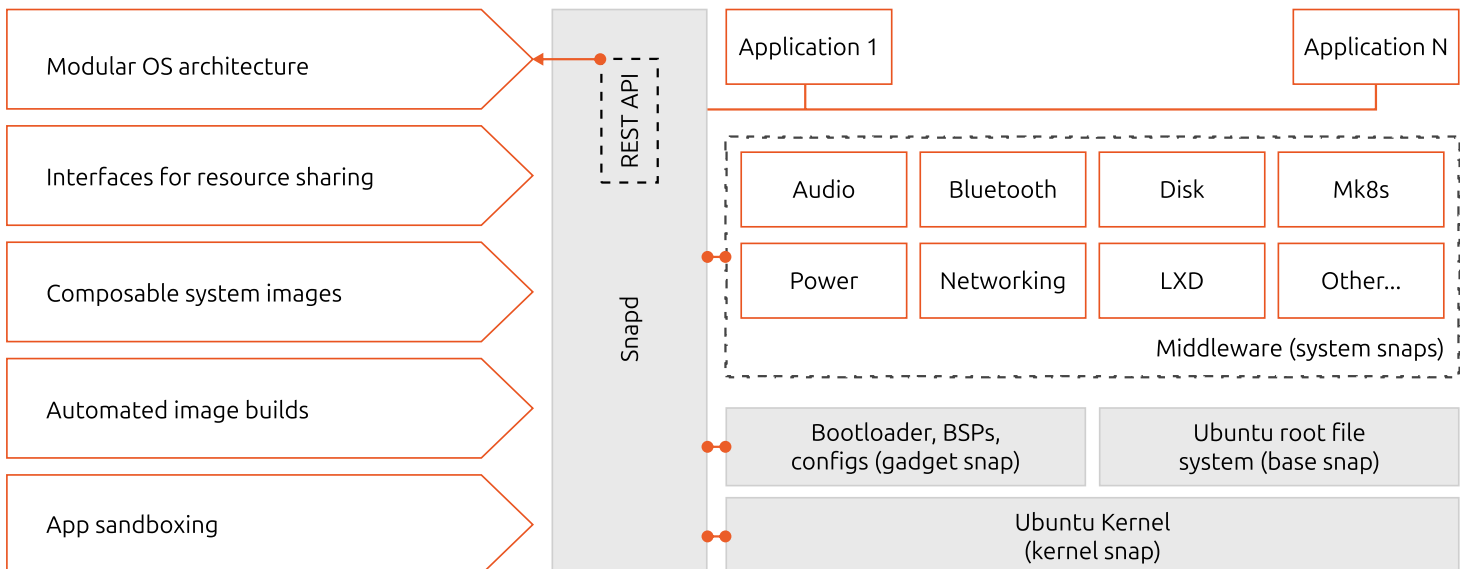 Modular OS architecture
Interfaces for resource sharing
Composable system images
Automated image builds
App sandboxing
REST API
Snapd
Application 1
Application N
Audio
Bluetooth
Disk
Mk8s
Power
Networking
LXD
Other...
Middleware (system snaps)
Bootloader, BSPs,
configs (gadget snap)
Ubuntu root file
system (base snap)
Ubuntu Kernel
(kernel snap)